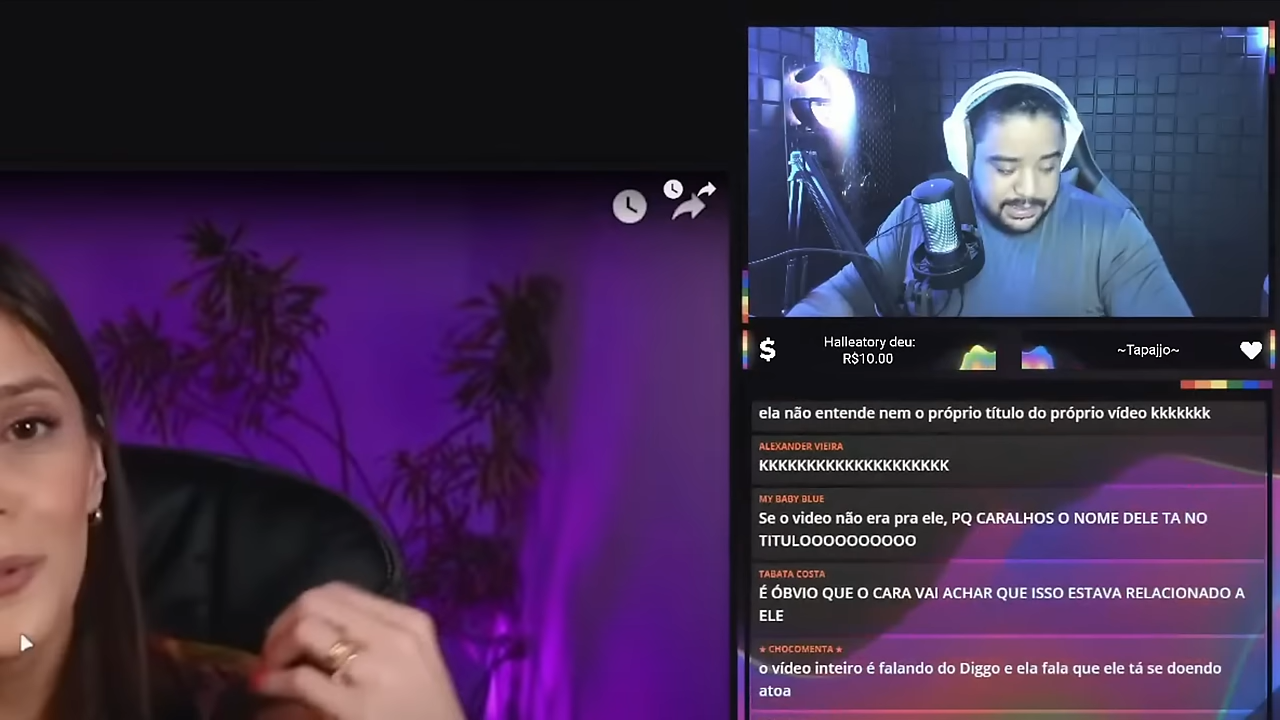 $
Halleatory deu:
R$10.00
~Tapajjo~
ela não entende nem o próprio título do próprio vídeo kkkkkkk
ALEXANDER VIEIRA
KKKKKKKKKKKKKKKKKKKK
MY BABY BLUE
Se o video não era pra ele, PQ CARALHOS O NOME DELE TA NO
TITULOOOOOOOOOO
TABATA COSTA
É ÓBVIO QUE O CARA VAI ACHAR QUE ISSO ESTAVA RELACIONADO A
ELE
★ CHOCOMENTA ★
o vídeo inteiro é falando do Diggo e ela fala que ele tá se doendo
atoa